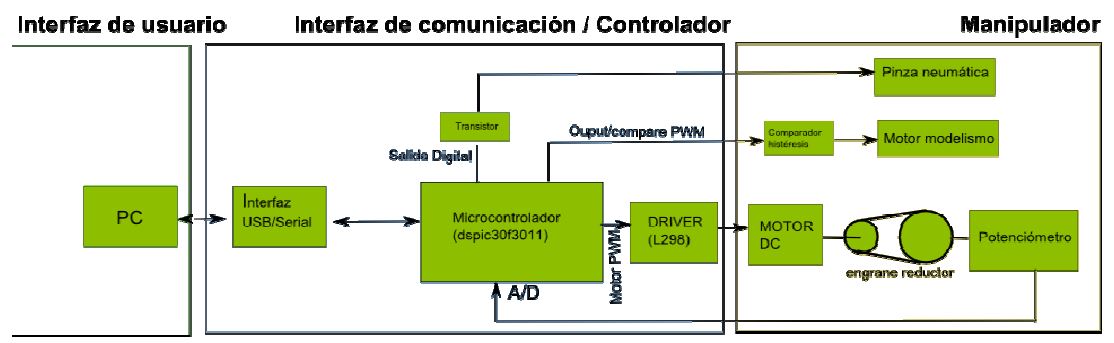 Interfaz de usuario
Interfaz de comunicación / Controlador
Manipulador
Pinza neumática
Transistor
Ouput/compare PWM
Comparador
histéresis
Motor modelismo
Salida Digital
PC
Interfaz
USB/Serial
Microcontrolador
(dspic30f3011)
Motor PWM
DRIVER
(L298)
MOTOR
DC
engrane reductor
Potenciómetro
A/D